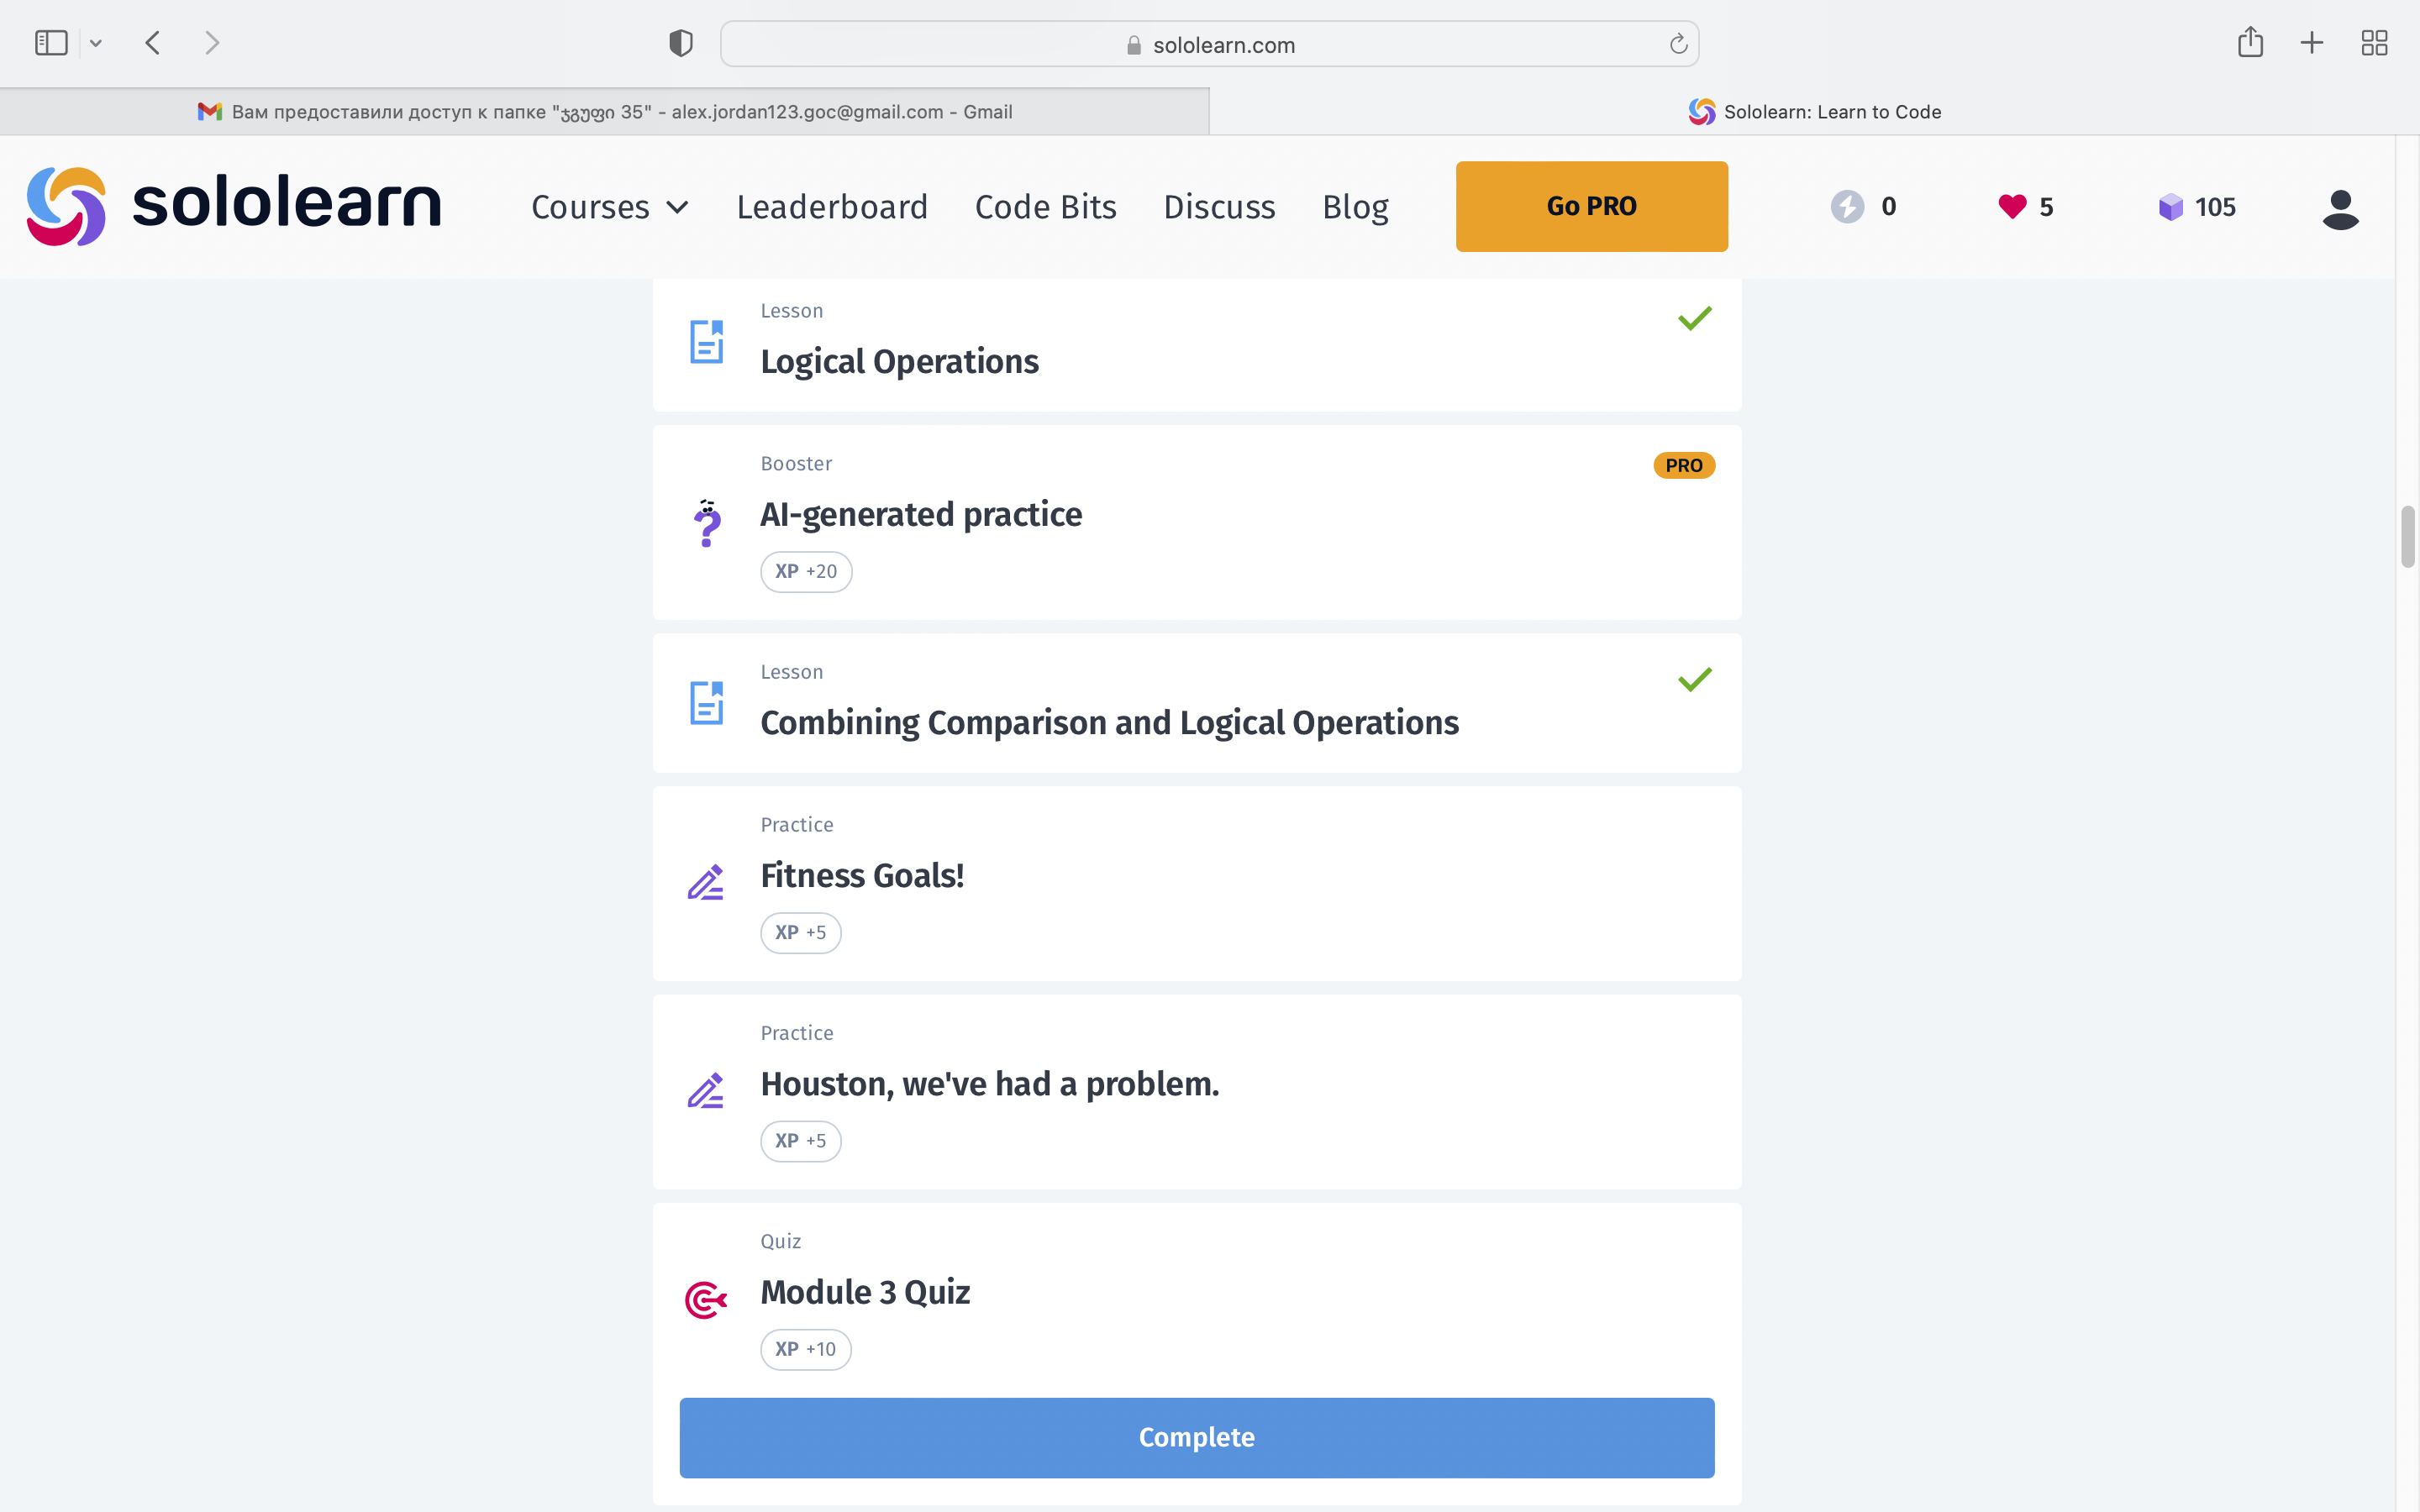 sololearn.com
Вам предоставили доступ к папке "ჯგუფი 35" - alex.jordan123.goc@gmail.com - Gmail
Sololearn: Learn to Code
sololearn
Courses Leaderboard Code Bits Discuss Blog Go PRO 0 5 105
Lesson
Logical Operations
Booster
PRO
AI-generated practice
XP +20
Lesson
Combining Comparison and Logical Operations
Practice
Fitness Goals!
XP +5
Practice
Houston, we've had a problem.
XP +5
Quiz
Module 3 Quiz
XP +10
Complete